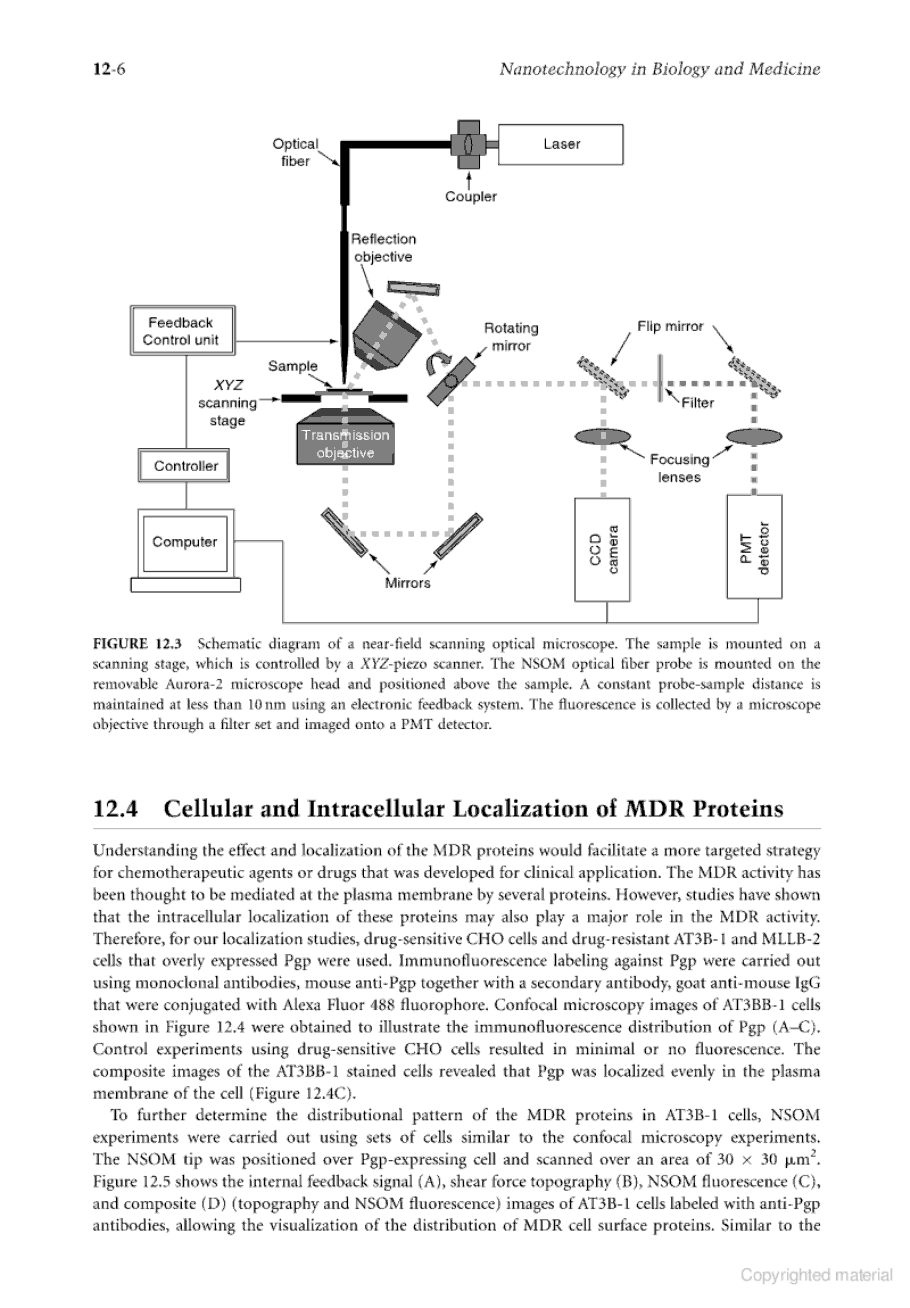 12-6
Nanotechnology in Biology and Medicine
Optical
fiber
Laser
Coupler
Reflection
objective
Feedback
Control unit
Rotating
mirror
Flip mirror
Sample
XYZ
scanning
stage
Filter
Transmission
objective
Focusing
lenses
Controller
Computer
CCD
camera
PMT
detector
Mirrors
FIGURE 12.3 Schematic diagram of a near-field scanning optical microscope. The sample is mounted on a
scanning stage, which is controlled by a XYZ-piezo scanner. The NSOM optical fiber probe is mounted on the
removable Aurora-2 microscope head and positioned above the sample. A constant probe-sample distance is
maintained at less than 10 nm using an electronic feedback system. The fluorescence is collected by a microscope
objective through a filter set and imaged onto a PMT detector.
12.4 Cellular and Intracellular Localization of MDR Proteins
Understanding the effect and localization of the MDR proteins would facilitate a more targeted strategy
for chemotherapeutic agents or drugs that was developed for clinical application. The MDR activity has
been thought to be mediated at the plasma membrane by several proteins. However, studies have shown
that the intracellular localization of these proteins may also play a major role in the MDR activity.
Therefore, for our localization studies, drug-sensitive CHO cells and drug-resistant AT3B-1 and MLLB-2
cells that overly expressed Pgp were used. Immunofluorescence labeling against Pgp were carried out
using monoclonal antibodies, mouse anti-Pgp together with a secondary antibody, goat anti-mouse IgG
that were conjugated with Alexa Fluor 488 fluorophore. Confocal microscopy images of AT3BB-1 cells
shown in Figure 12.4 were obtained to illustrate the immunofluorescence distribution of Pgp (A–C).
Control experiments using drug-sensitive CHO cells resulted in minimal or no fluorescence. The
composite images of the AT3BB-1 stained cells revealed that Pgp was localized evenly in the plasma
membrane of the cell (Figure 12.4C).
To further determine the distributional pattern of the MDR proteins in AT3B-1 cells, NSOM
experiments were carried out using sets of cells similar to the confocal microscopy experiments.
The NSOM tip was positioned over Pgp-expressing cell and scanned over an area of 30 × 30 μm².
Figure 12.5 shows the internal feedback signal (A), shear force topography (B), NSOM fluorescence (C),
and composite (D) (topography and NSOM fluorescence) images of AT3B-1 cells labeled with anti-Pgp
antibodies, allowing the visualization of the distribution of MDR cell surface proteins. Similar to the
Copyrighted material